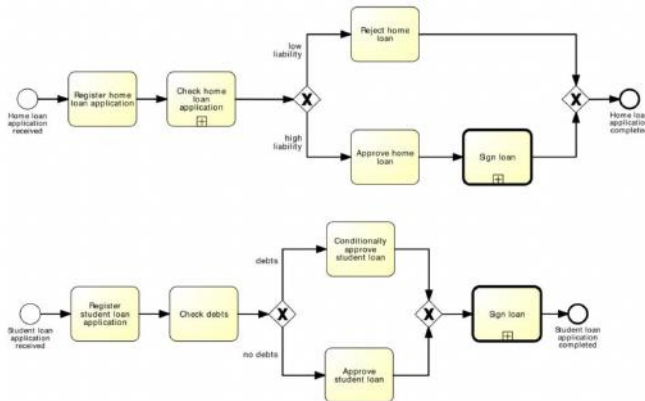 Reject home
loan
low
liability
Register home
loan application
Check home
loan
application
X
X
Home loan
application
received
Home loan
application
completed
high
liability
Approve home
loan
Sign loan
Conditionally
approve
student loan
debts
Register
student loan
application
Check debts
X
X
Sign loan
Student loan
application
received
Student loan
application
completed
no debts
Approve
student loan